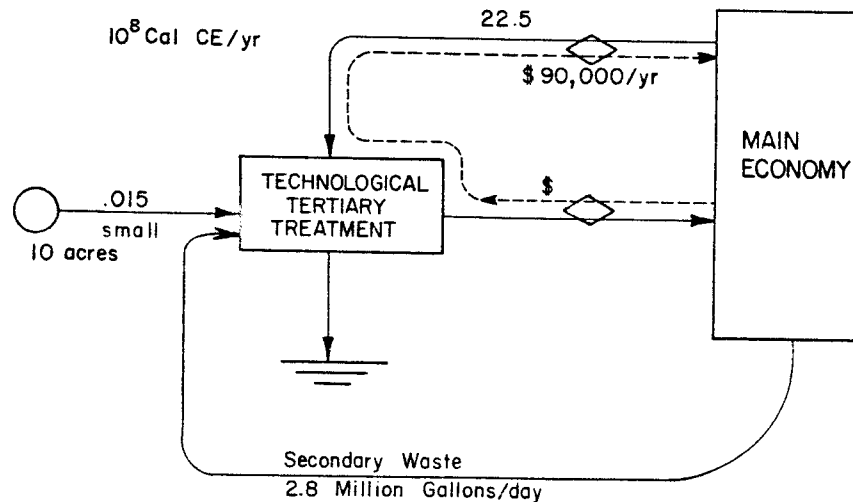 22.5
10⁸ Cal CE/yr
$90,000/yr
MAIN
ECONOMY
TECHNOLOGICAL
TERTIARY
TREATMENT
$
.015
small
10 acres
Secondary Waste
2.8 Million Gallons/day